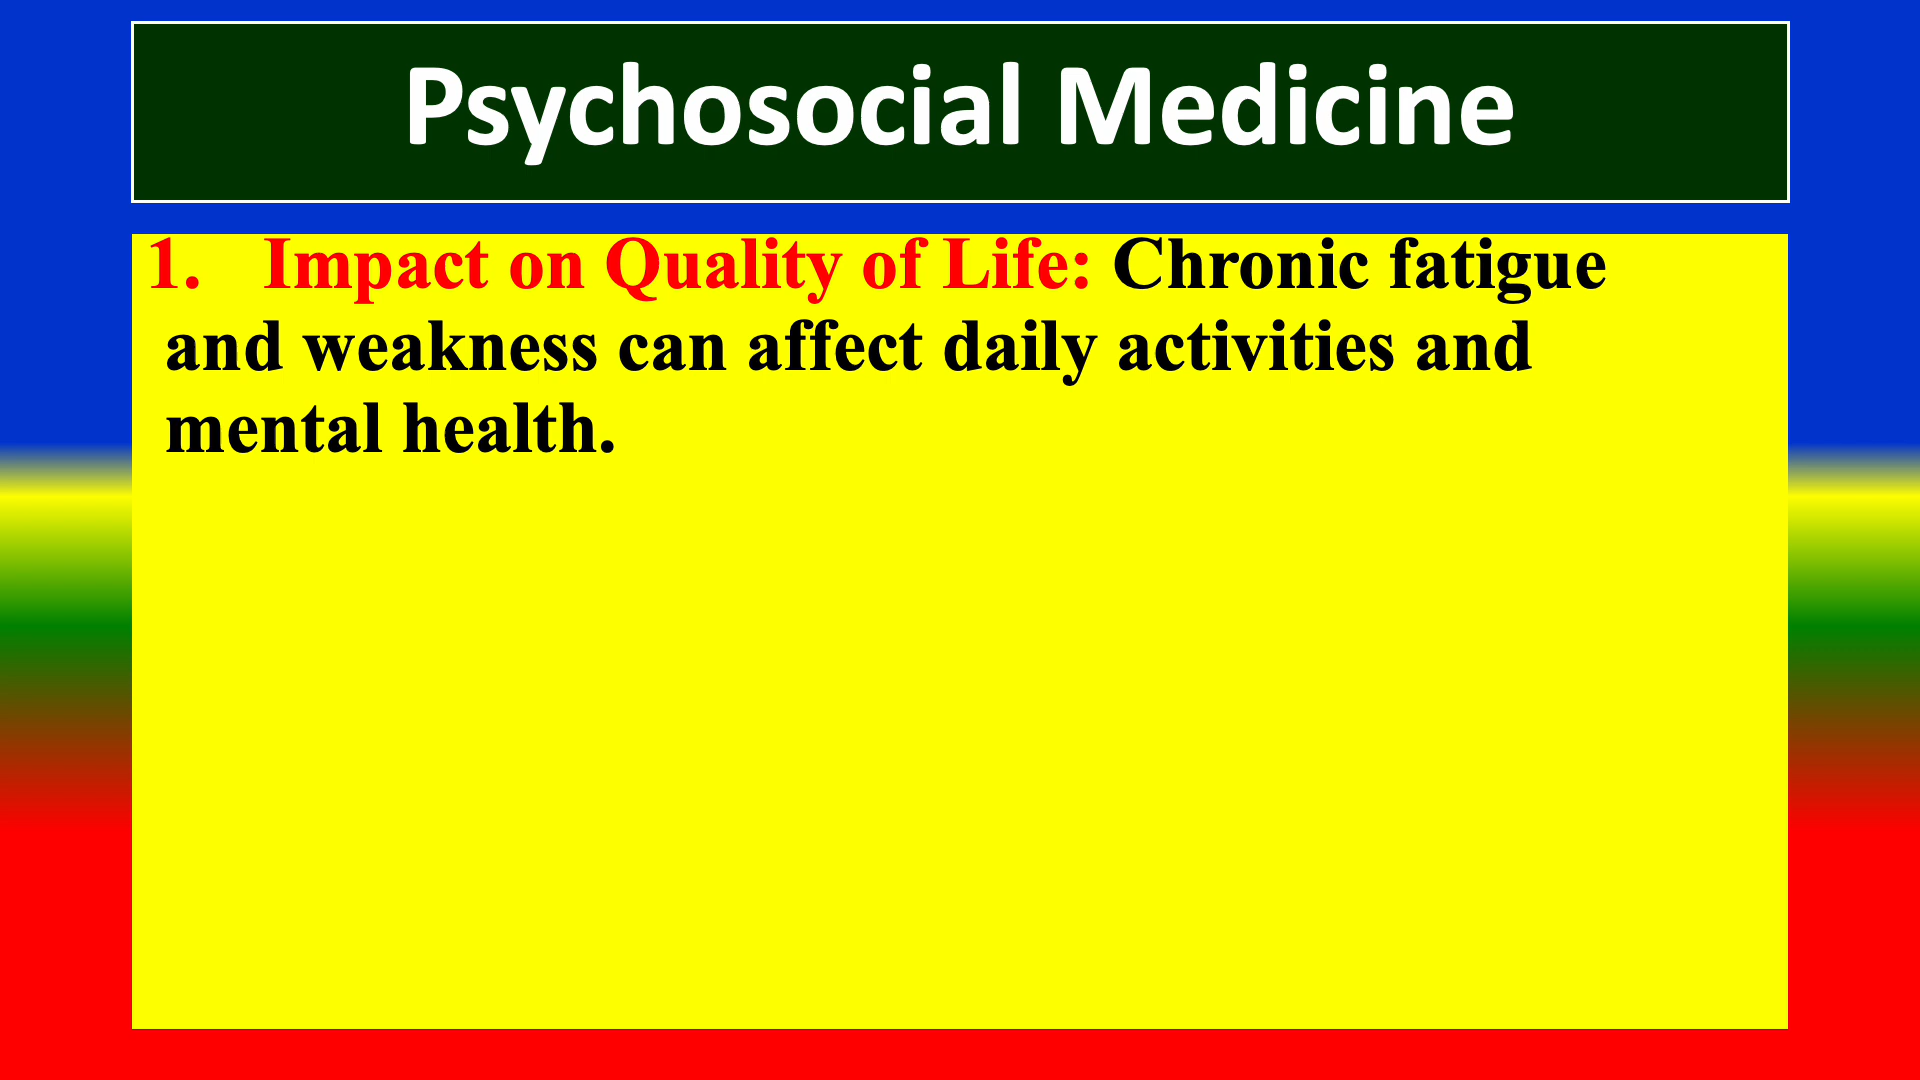 Psychosocial Medicine
1. Impact on Quality of Life: Chronic fatigue
and weakness can affect daily activities and
mental health.